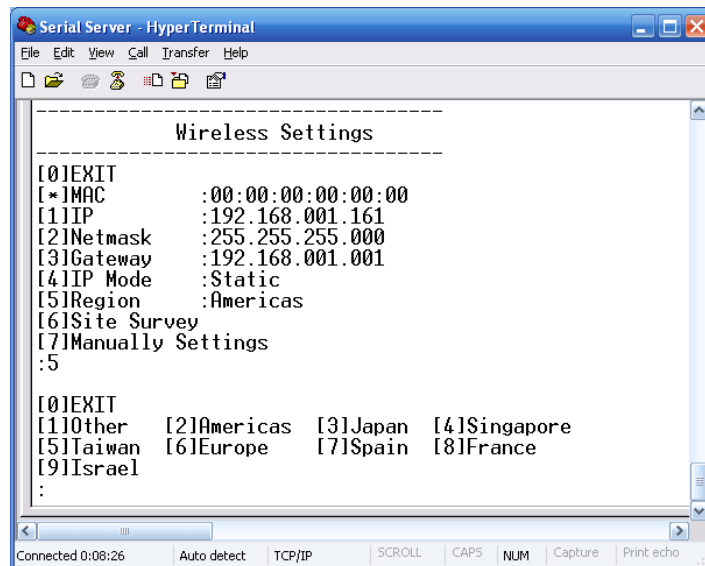 Serial Server - HyperTerminal
File Edit View Call Transfer Help
Wireless Settings
[0]EXIT
[*]MAC :00:00:00:00:00:00
[1]IP :192.168.001.161
[2]Netmask :255.255.255.000
[3]Gateway :192.168.001.001
[4]IP Mode :Static
[5]Region :Americas
[6]Site Survey
[7]Manually Settings
:5
[0]EXIT
[1]Other [2]Americas [3]Japan [4]Singapore
[5]Taiwan [6]Europe [7]Spain [8]France
[9]Israel
:
Connected 0:08:26 Auto detect TCP/IP SCROLL CAPS NUM Capture Print echo